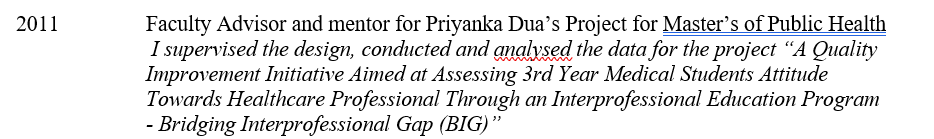 2011 Faculty Advisor and mentor for Priyanka Dua’s Project for Master’s of Public Health
I supervised the design, conducted and analysed the data for the project “A Quality
Improvement Initiative Aimed at Assessing 3rd Year Medical Students Attitude
Towards Healthcare Professional Through an Interprofessional Education Program
- Bridging Interprofessional Gap (BIG)”